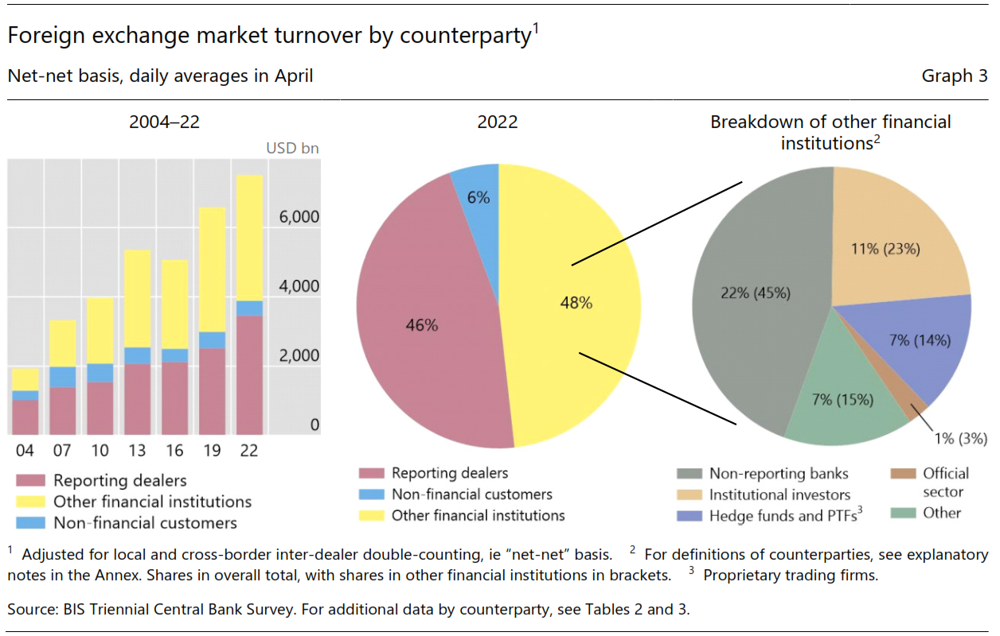 Foreign exchange market turnover by counterparty¹
Net-net basis, daily averages in April
Graph 3
2004–22
USD bn
6,000
4,000
2,000
0
04 07 10 13 16 19 22
Reporting dealers
Other financial institutions
Non-financial customers
2022
6%
48%
46%
Reporting dealers
Non-financial customers
Other financial institutions
Breakdown of other financial
institutions²
11% (23%)
22% (45%)
7% (14%)
7% (15%)
1% (3%)
Non-reporting banks
Institutional investors
Hedge funds and PTFs³
Official
sector
Other
¹ Adjusted for local and cross-border inter-dealer double-counting, ie “net-net” basis. ² For definitions of counterparties, see explanatory
notes in the Annex. Shares in overall total, with shares in other financial institutions in brackets. ³ Proprietary trading firms.
Source: BIS Triennial Central Bank Survey. For additional data by counterparty, see Tables 2 and 3.